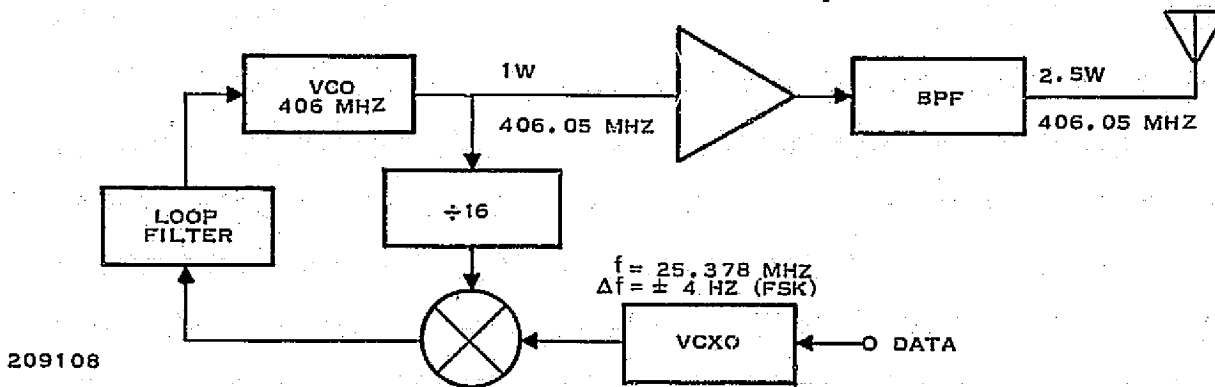 VCO
406 MHZ
1W
406.05 MHZ
BPF
2.5W
406.05 MHZ
÷16
LOOP
FILTER
f = 25.378 MHZ
Δf = ± 4 HZ (FSK)
VCXO
O DATA
209108